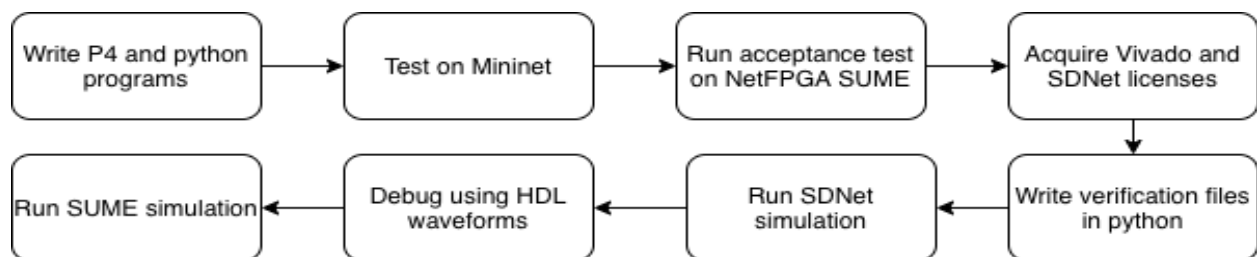 Write P4 and python
programs
Test on Mininet
Run acceptance test
on NetFPGA SUME
Acquire Vivado and
SDNet licenses
Write verification files
in python
Run SDNet
simulation
Debug using HDL
waveforms
Run SUME simulation